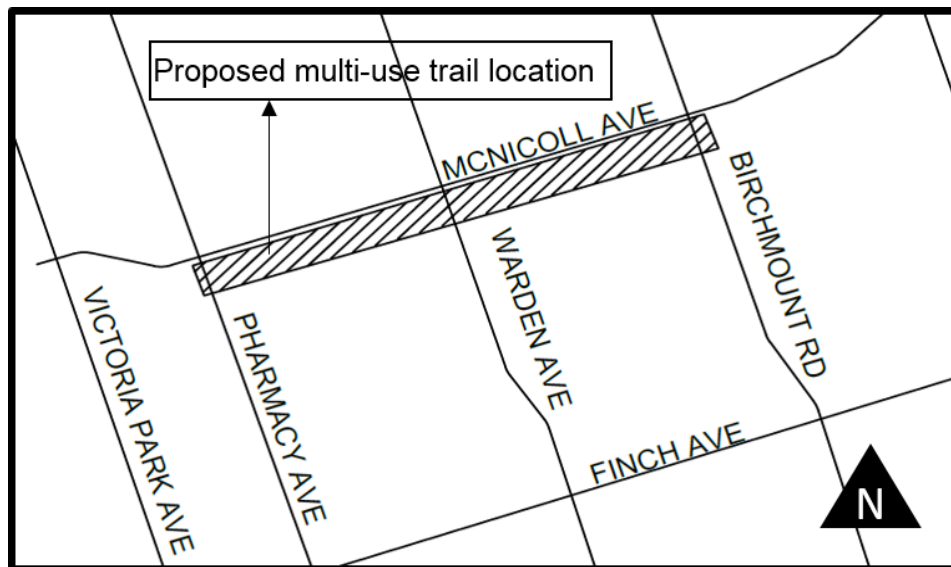 Proposed multi-use trail location
MCNICOLL AVE
BIRCHMOUNT RD
WARDEN AVE
VICTORIA PARK AVE
PHARMACY AVE
FINCH AVE
N